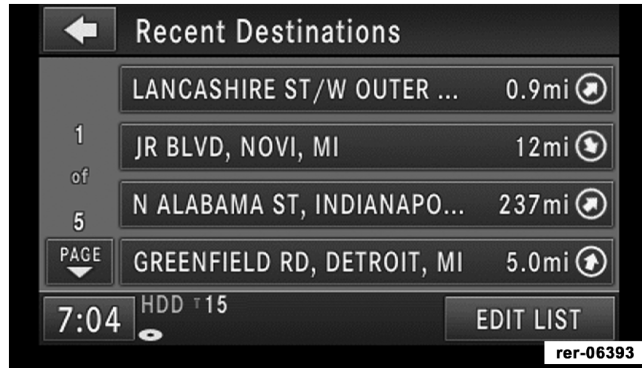 Recent Destinations
LANCASHIRE ST/W OUTER ... 0.9mi
JR BLVD, NOVI, MI 12mi
1
of
5
N ALABAMA ST, INDIANAPO... 237mi
PAGE
GREENFIELD RD, DETROIT, MI 5.0mi
7:04
HDD T15
EDIT LIST
rer-06393